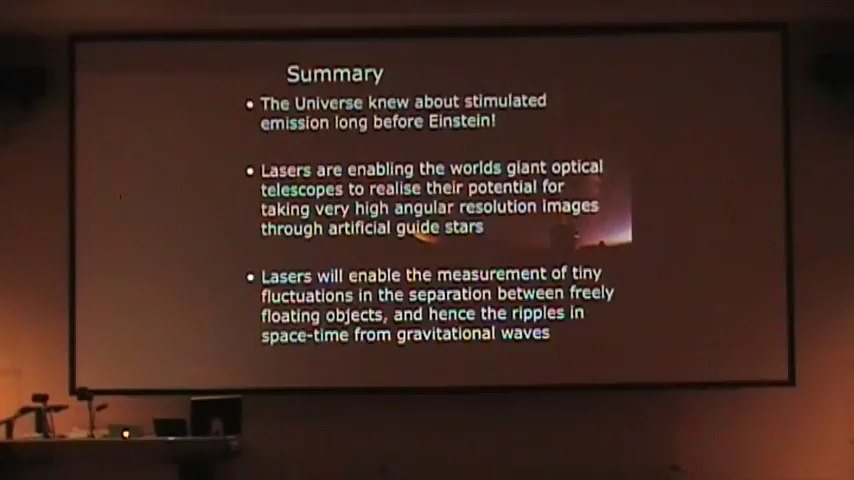 Summary
• The Universe knew about stimulated
emission long before Einstein!
• Lasers are enabling the worlds giant optical
telescopes to realise their potential for
taking very high angular resolution images
through artificial guide stars
• Lasers will enable the measurement of tiny
fluctuations in the separation between freely
floating objects, and hence the ripples in
space-time from gravitational waves